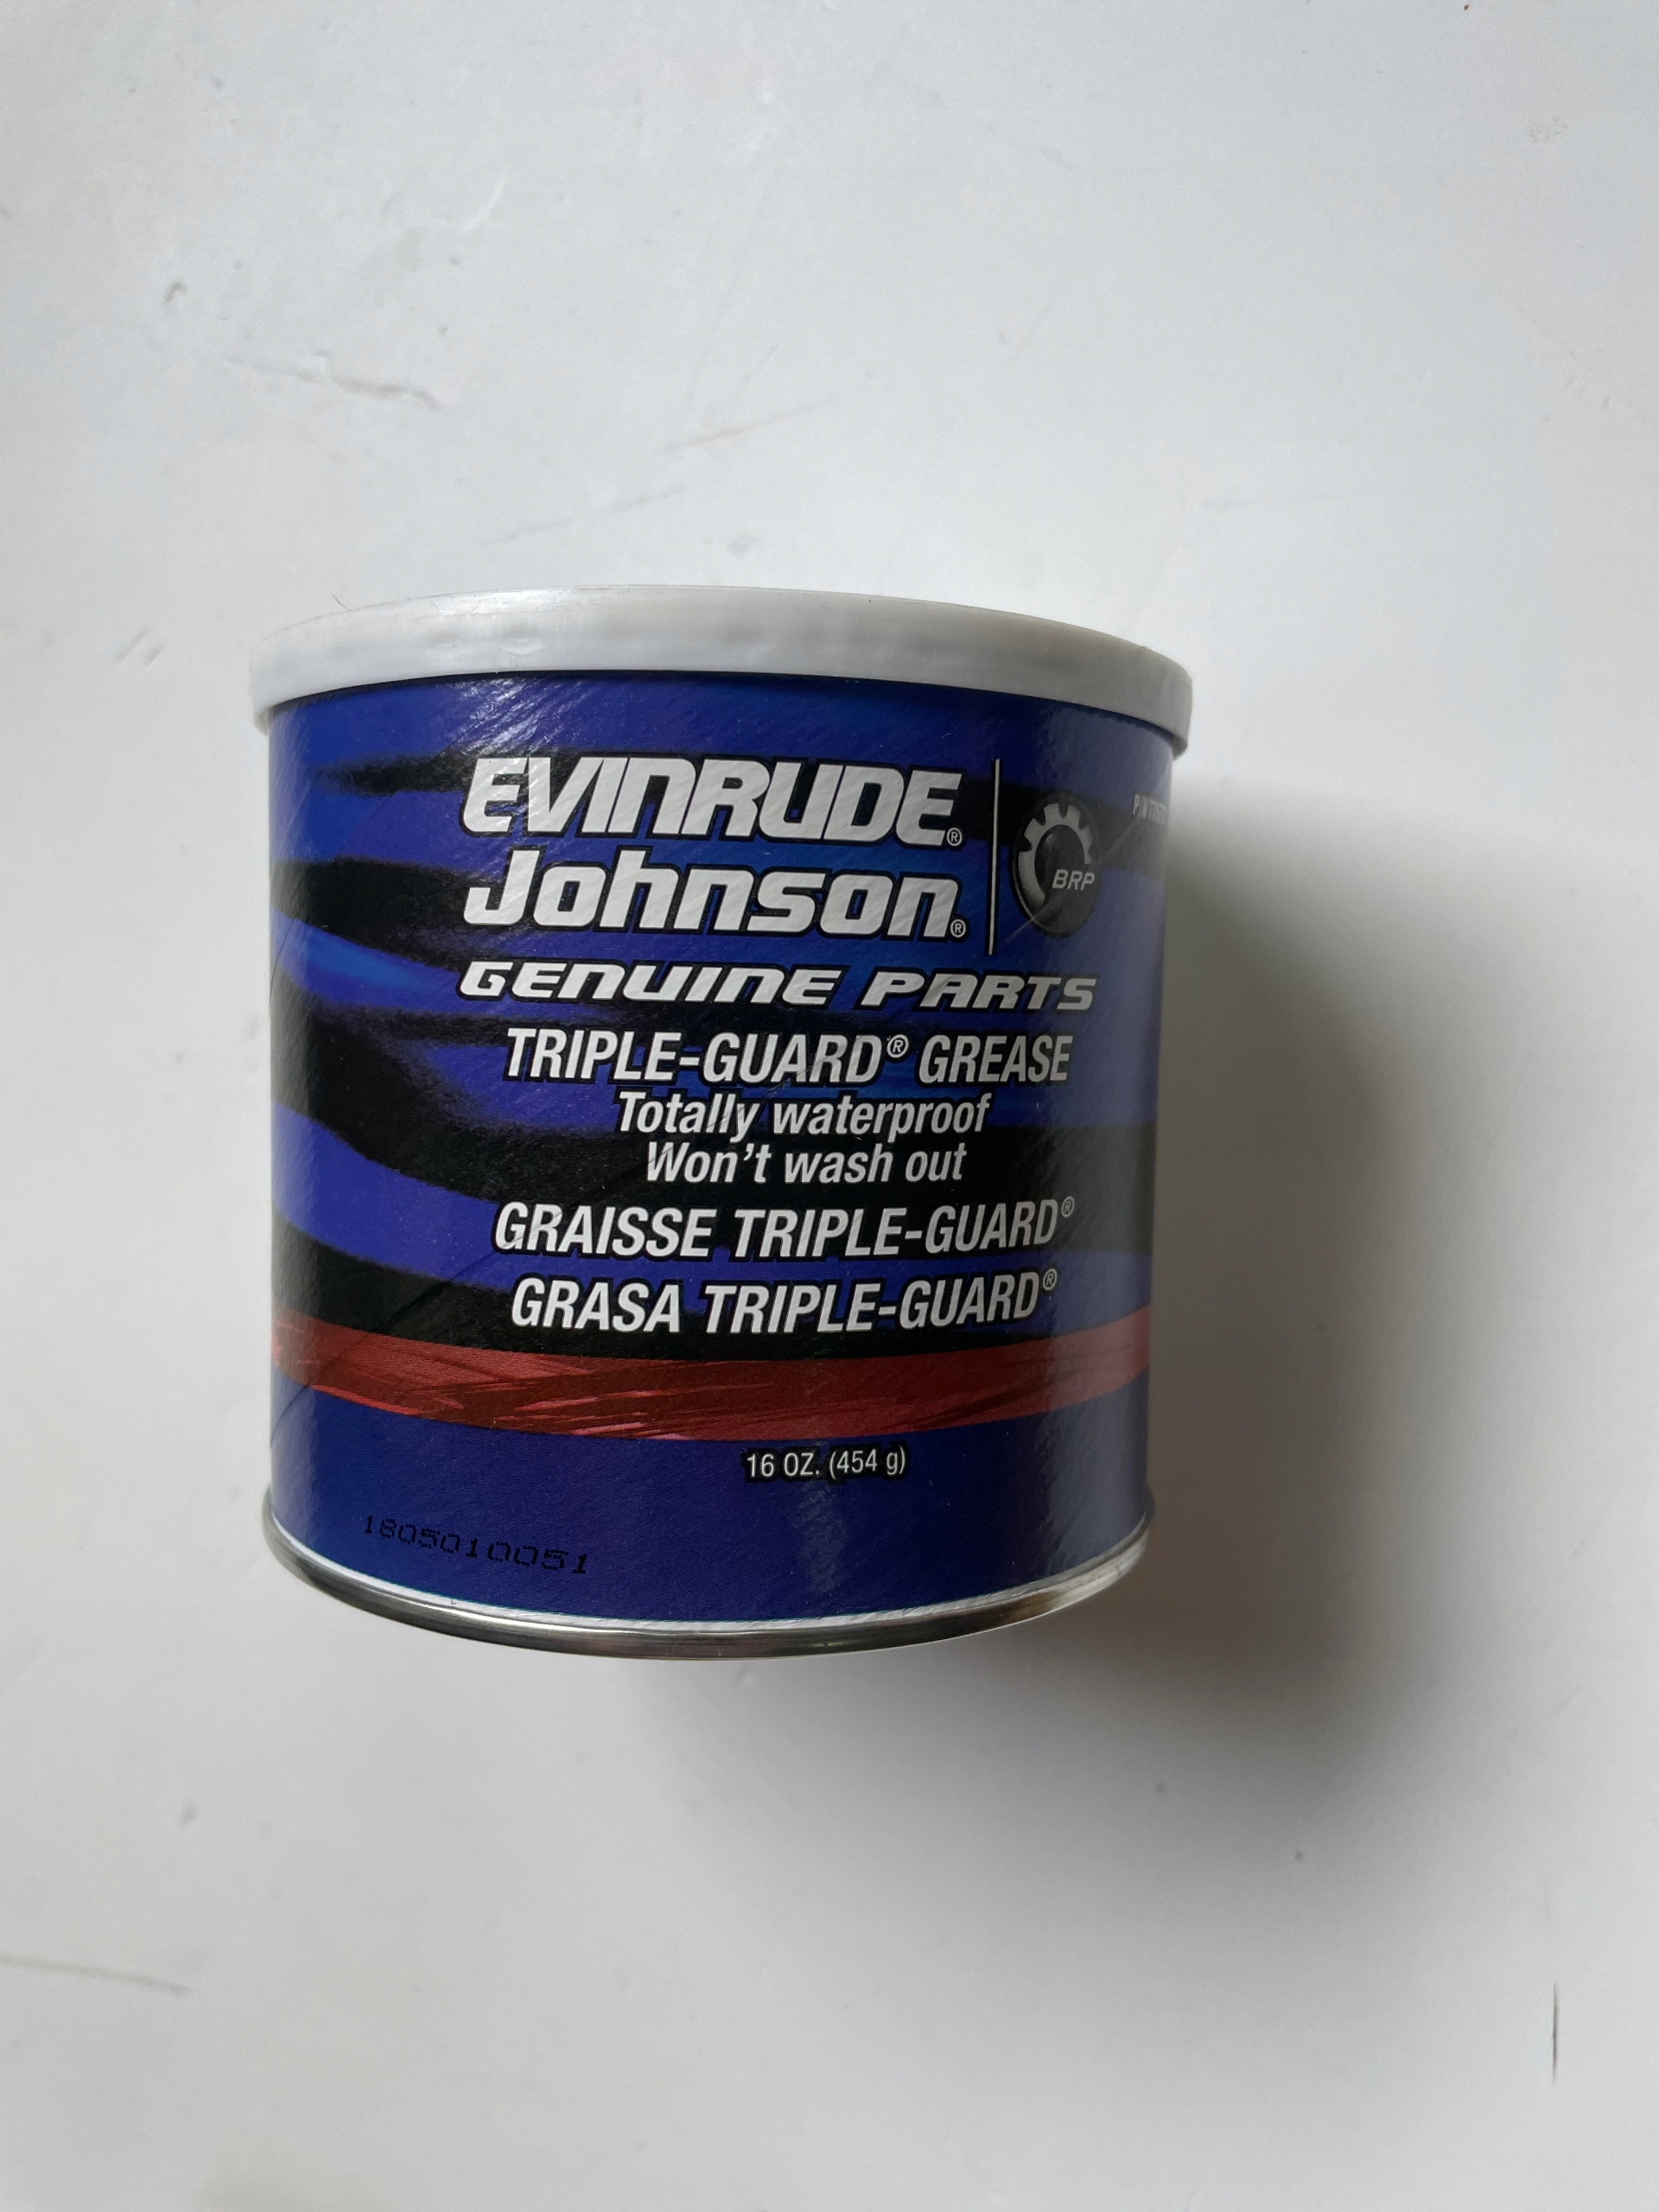 EVINRUDE®
Johnson®
BRP
P/N
GENUINE PARTS
TRIPLE-GUARD® GREASE
Totally waterproof
Won't wash out
GRAISSE TRIPLE-GUARD®
GRASA TRIPLE-GUARD®
16 OZ. (454 g)
1805010051